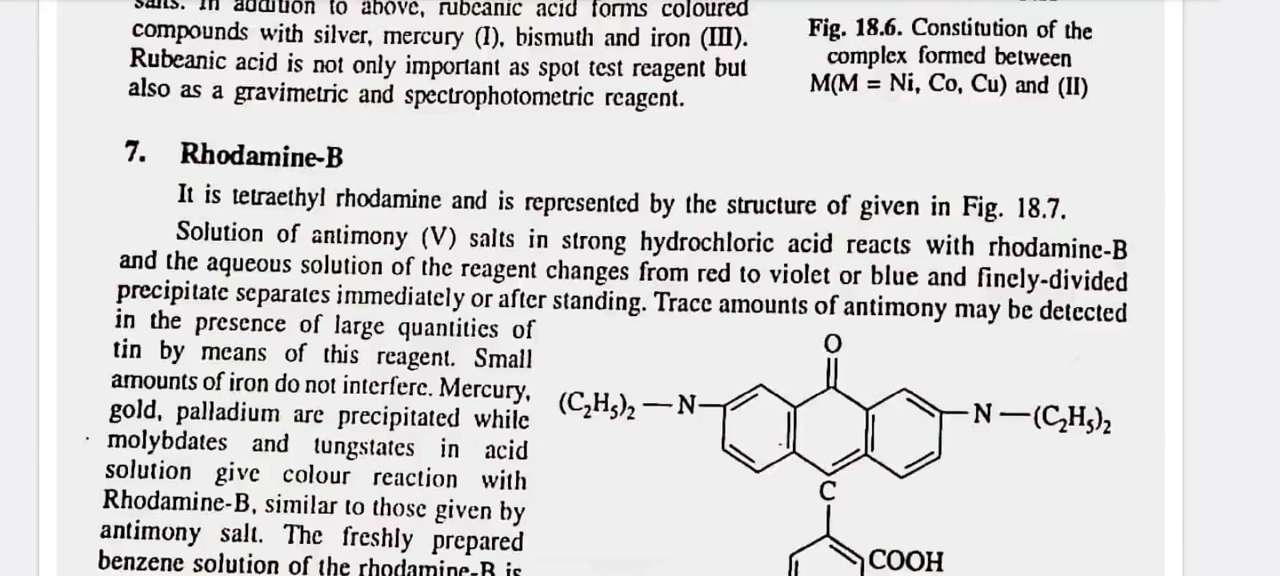 salts. In addition to above, rubeanic acid forms coloured
compounds with silver, mercury (I), bismuth and iron (III).
Rubeanic acid is not only important as spot test reagent but
also as a gravimetric and spectrophotometric reagent.
Fig. 18.6. Constitution of the
complex formed between
M(M = Ni, Co, Cu) and (II)
7. Rhodamine-B
It is tetraethyl rhodamine and is represented by the structure of given in Fig. 18.7.
Solution of antimony (V) salts in strong hydrochloric acid reacts with rhodamine-B
and the aqueous solution of the reagent changes from red to violet or blue and finely-divided
precipitate separates immediately or after standing. Trace amounts of antimony may be detected
in the presence of large quantities of
tin by means of this reagent. Small
amounts of iron do not interfere. Mercury,
gold, palladium are precipitated while
molybdates and tungstates in acid
solution give colour reaction with
Rhodamine-B, similar to those given by
antimony salt. The freshly prepared
benzene solution of the rhodamine-B is
O
(C₂H₅)₂—N— —N—(C₂H₅)₂
C
COOH